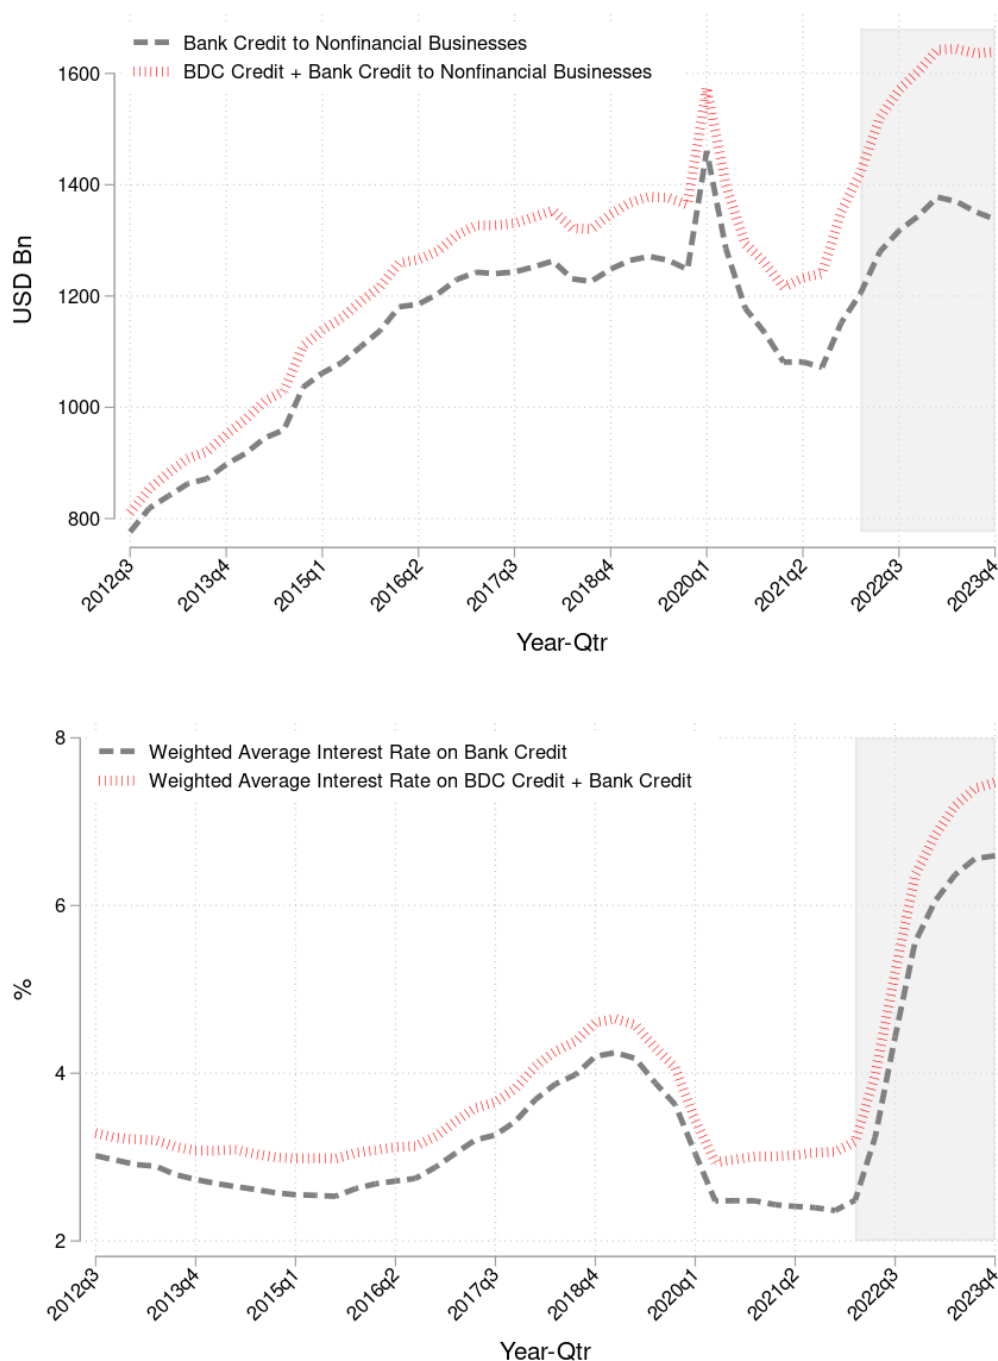 Bank Credit to Nonfinancial Businesses
BDC Credit + Bank Credit to Nonfinancial Businesses
1600
1400
1200
1000
800
USD Bn
2012q3
2013q4
2015q1
2016q2
2017q3
2018q4
2020q1
2021q2
2022q3
2023q4
Year-Qtr
Weighted Average Interest Rate on Bank Credit
Weighted Average Interest Rate on BDC Credit + Bank Credit
8
6
4
2
%
2012q3
2013q4
2015q1
2016q2
2017q3
2018q4
2020q1
2021q2
2022q3
2023q4
Year-Qtr